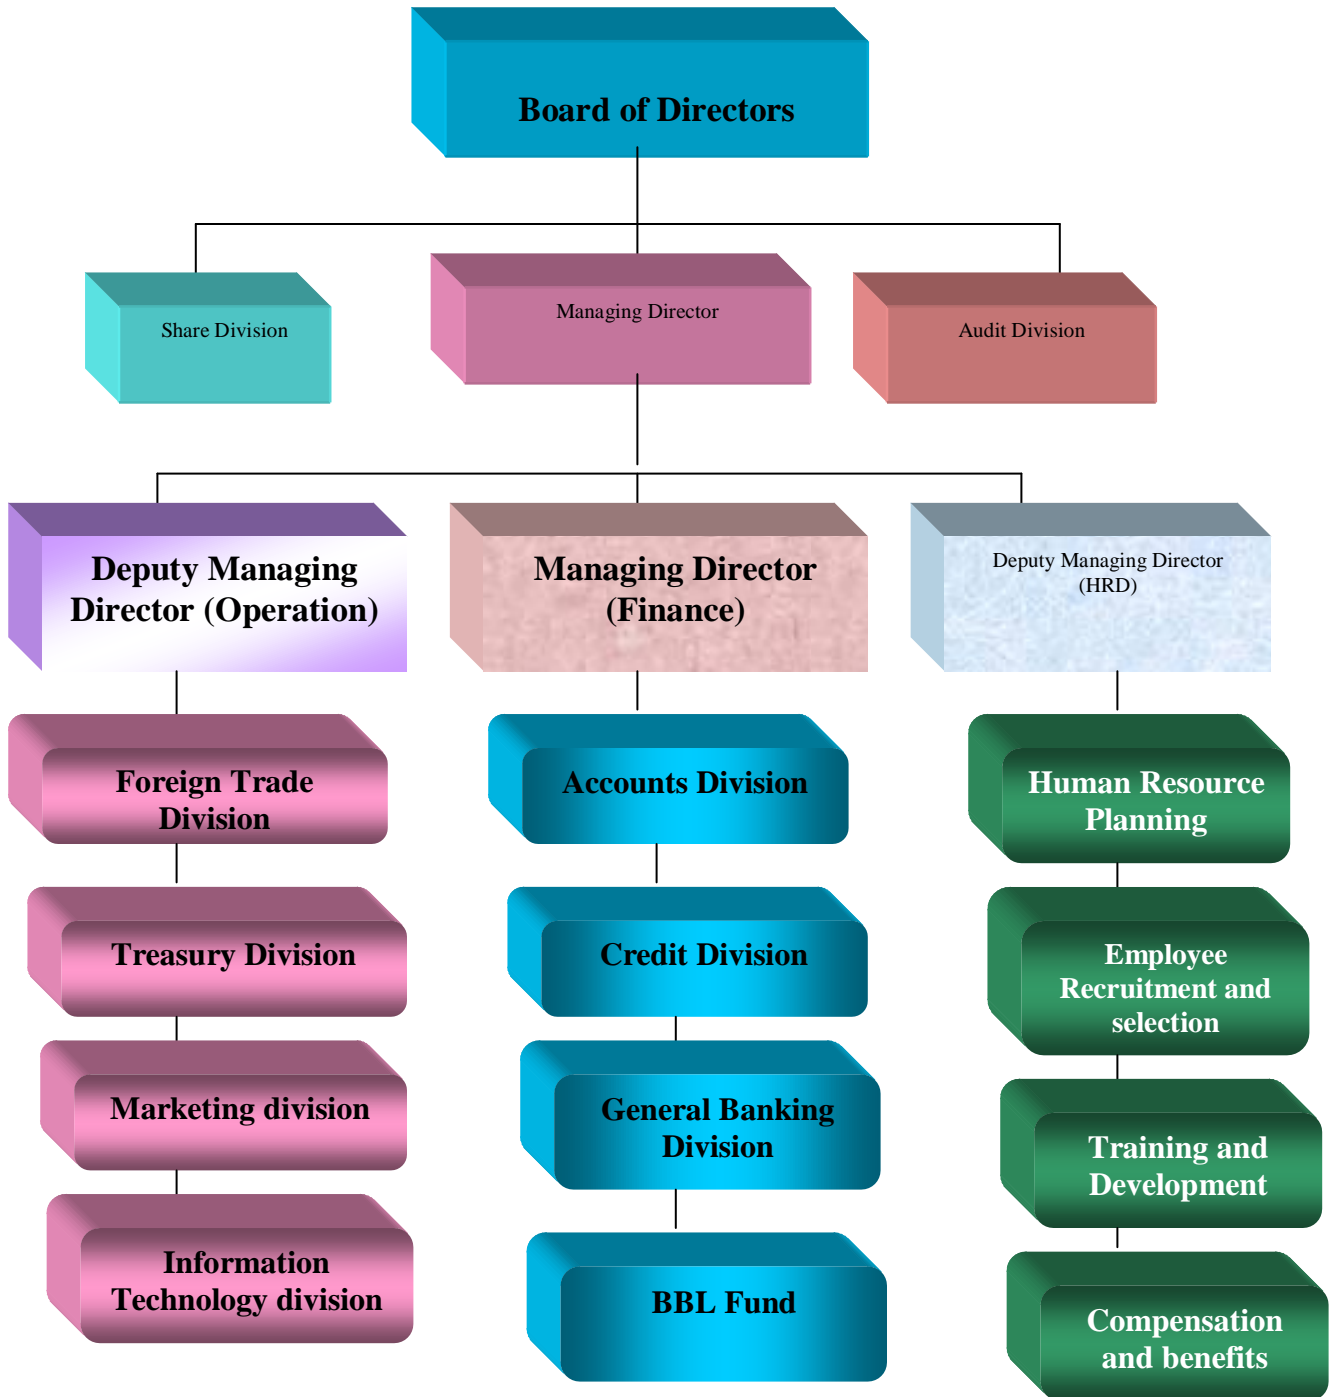 Board of Directors
Share Division
Managing Director
Audit Division
Deputy Managing
Director (Operation)
Managing Director
(Finance)
Deputy Managing Director
(HRD)
Foreign Trade
Division
Accounts Division
Human Resource
Planning
Treasury Division
Credit Division
Employee
Recruitment and
selection
Marketing division
General Banking
Division
Training and
Development
Information
Technology division
BBL Fund
Compensation
and benefits